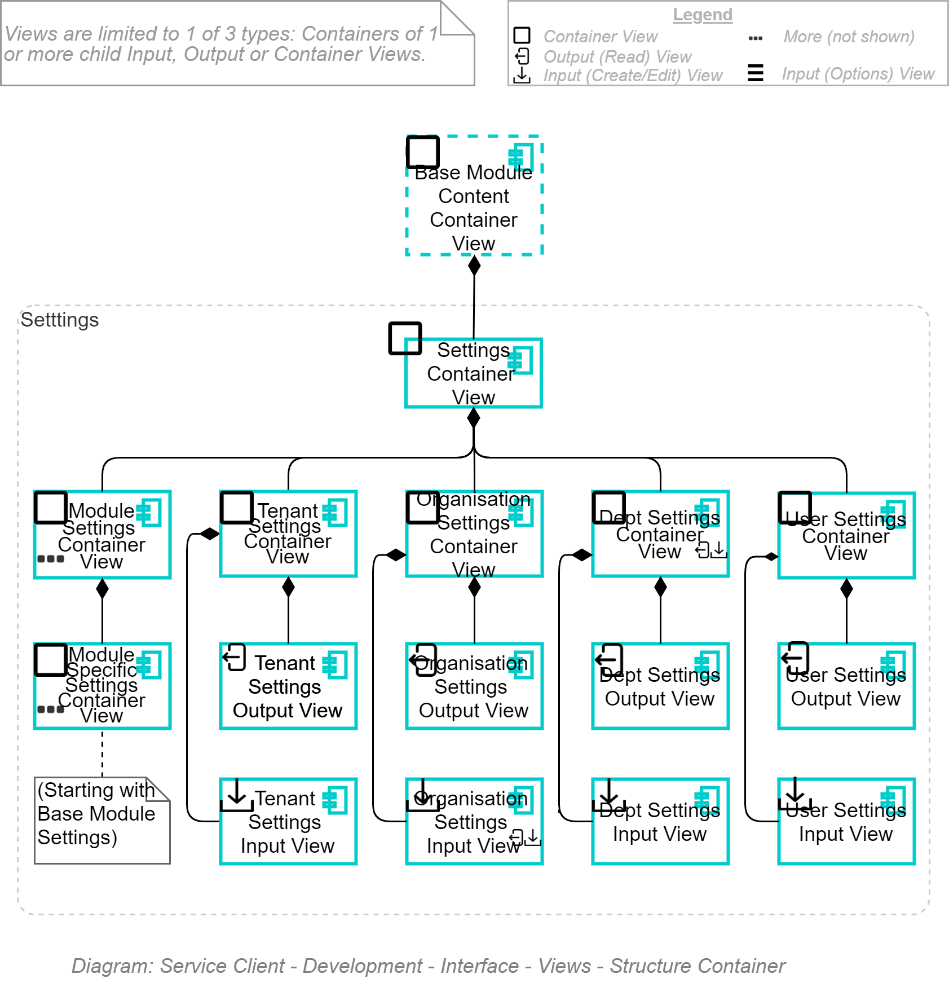 Views are limited to 1 of 3 types: Containers of 1
or more child Input, Output or Container Views.
Legend
Container View
More (not shown)
Output (Read) View
Input (Create/Edit) View
Input (Options) View
Base Module
Content
Container
View
Setttings
Settings
Container
View
Module
Settings
Container
View
Tenant
Settings
Container
View
Organisation
Settings
Container
View
Dept Settings
Container
View
User Settings
Container
View
Module
Specific
Settings
Container
View
Tenant
Settings
Output View
Organisation
Settings
Output View
Dept Settings
Output View
User Settings
Output View
(Starting with
Base Module
Settings)
Tenant
Settings
Input View
Organisation
Settings
Input View
Dept Settings
Input View
User Settings
Input View
Diagram: Service Client - Development - Interface - Views - Structure Container